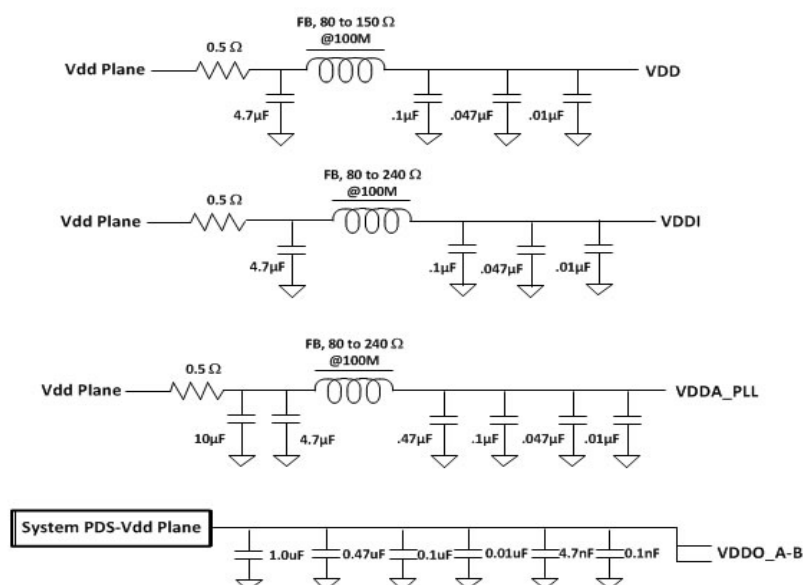 FB, 80 to 150 Ω
@100M
0.5 Ω
Vdd Plane
VDD
4.7µF
.1µF
.047µF
.01µF
FB, 80 to 240 Ω
@100M
0.5 Ω
Vdd Plane
VDDI
4.7µF
.1µF
.047µF
.01µF
FB, 80 to 240 Ω
@100M
0.5 Ω
Vdd Plane
VDDA_PLL
10µF
4.7µF
.47µF
.1µF
.047µF
.01µF
System PDS-Vdd Plane
1.0uF
0.47uF
0.1uF
0.01uF
4.7nF
0.1nF
VDDO_A-B